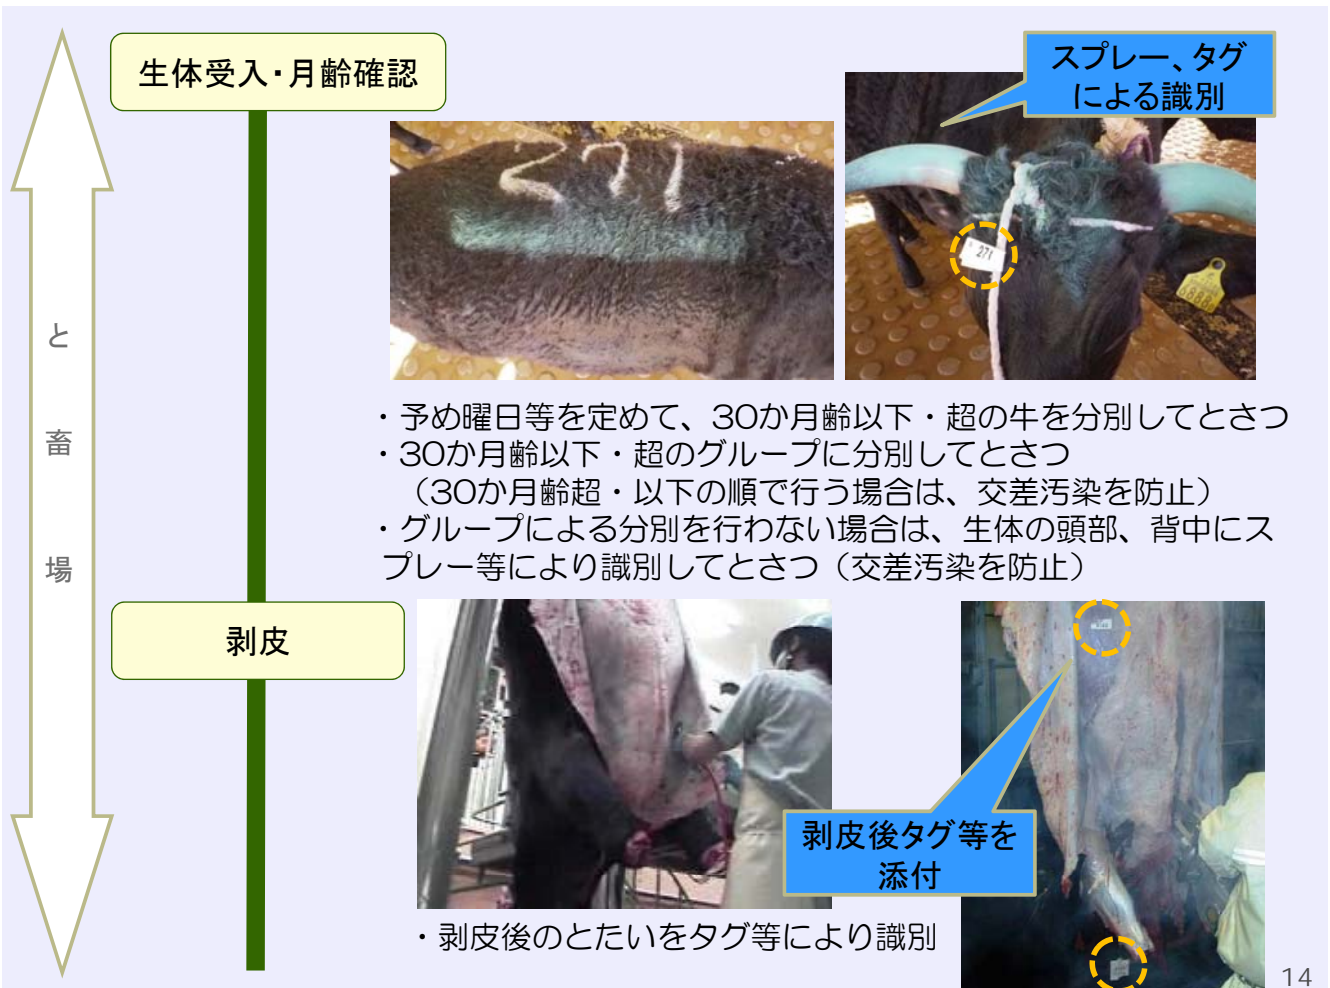 生体受入・月齢確認
スプレー、タグ
による識別
271
271
と
畜
場
・予め曜日等を定めて、30か月齢以下・超の牛を分別してとさつ
・30か月齢以下・超のグループに分別してとさつ
（30か月齢超・以下の順で行う場合は、交差汚染を防止）
・グループによる分別を行わない場合は、生体の頭部、背中にス
プレー等により識別してとさつ（交差汚染を防止）
剥皮
剥皮後タグ等を
添付
・剥皮後のとたいをタグ等により識別
14